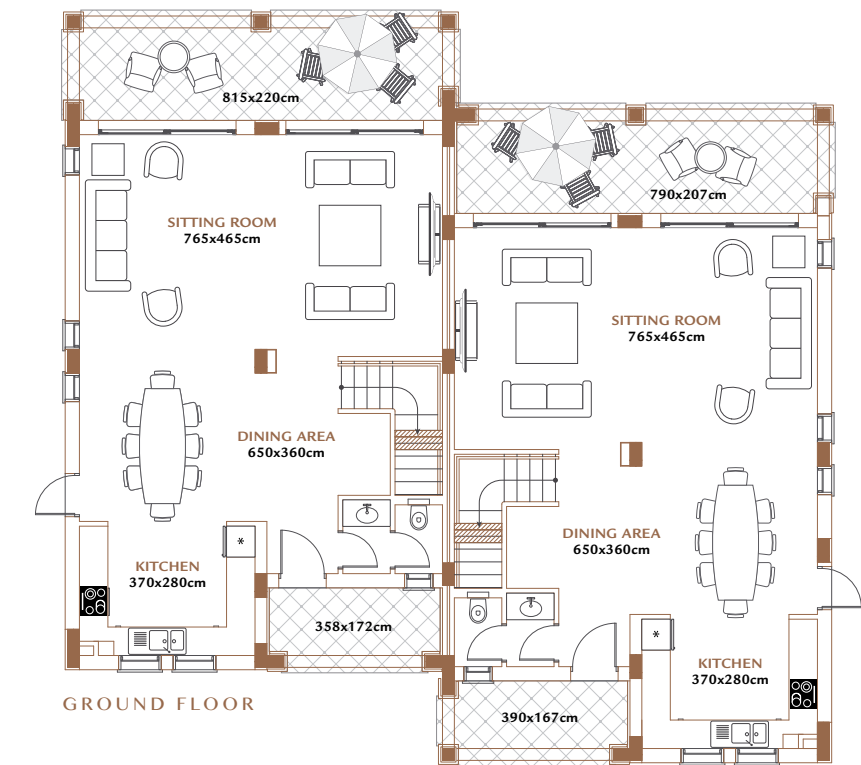 815x220cm
SITTING ROOM
765x465cm
DINING AREA
650x360cm
KITCHEN
370x280cm
358x172cm
GROUND FLOOR
790x207cm
SITTING ROOM
765x465cm
DINING AREA
650x360cm
KITCHEN
370x280cm
390x167cm